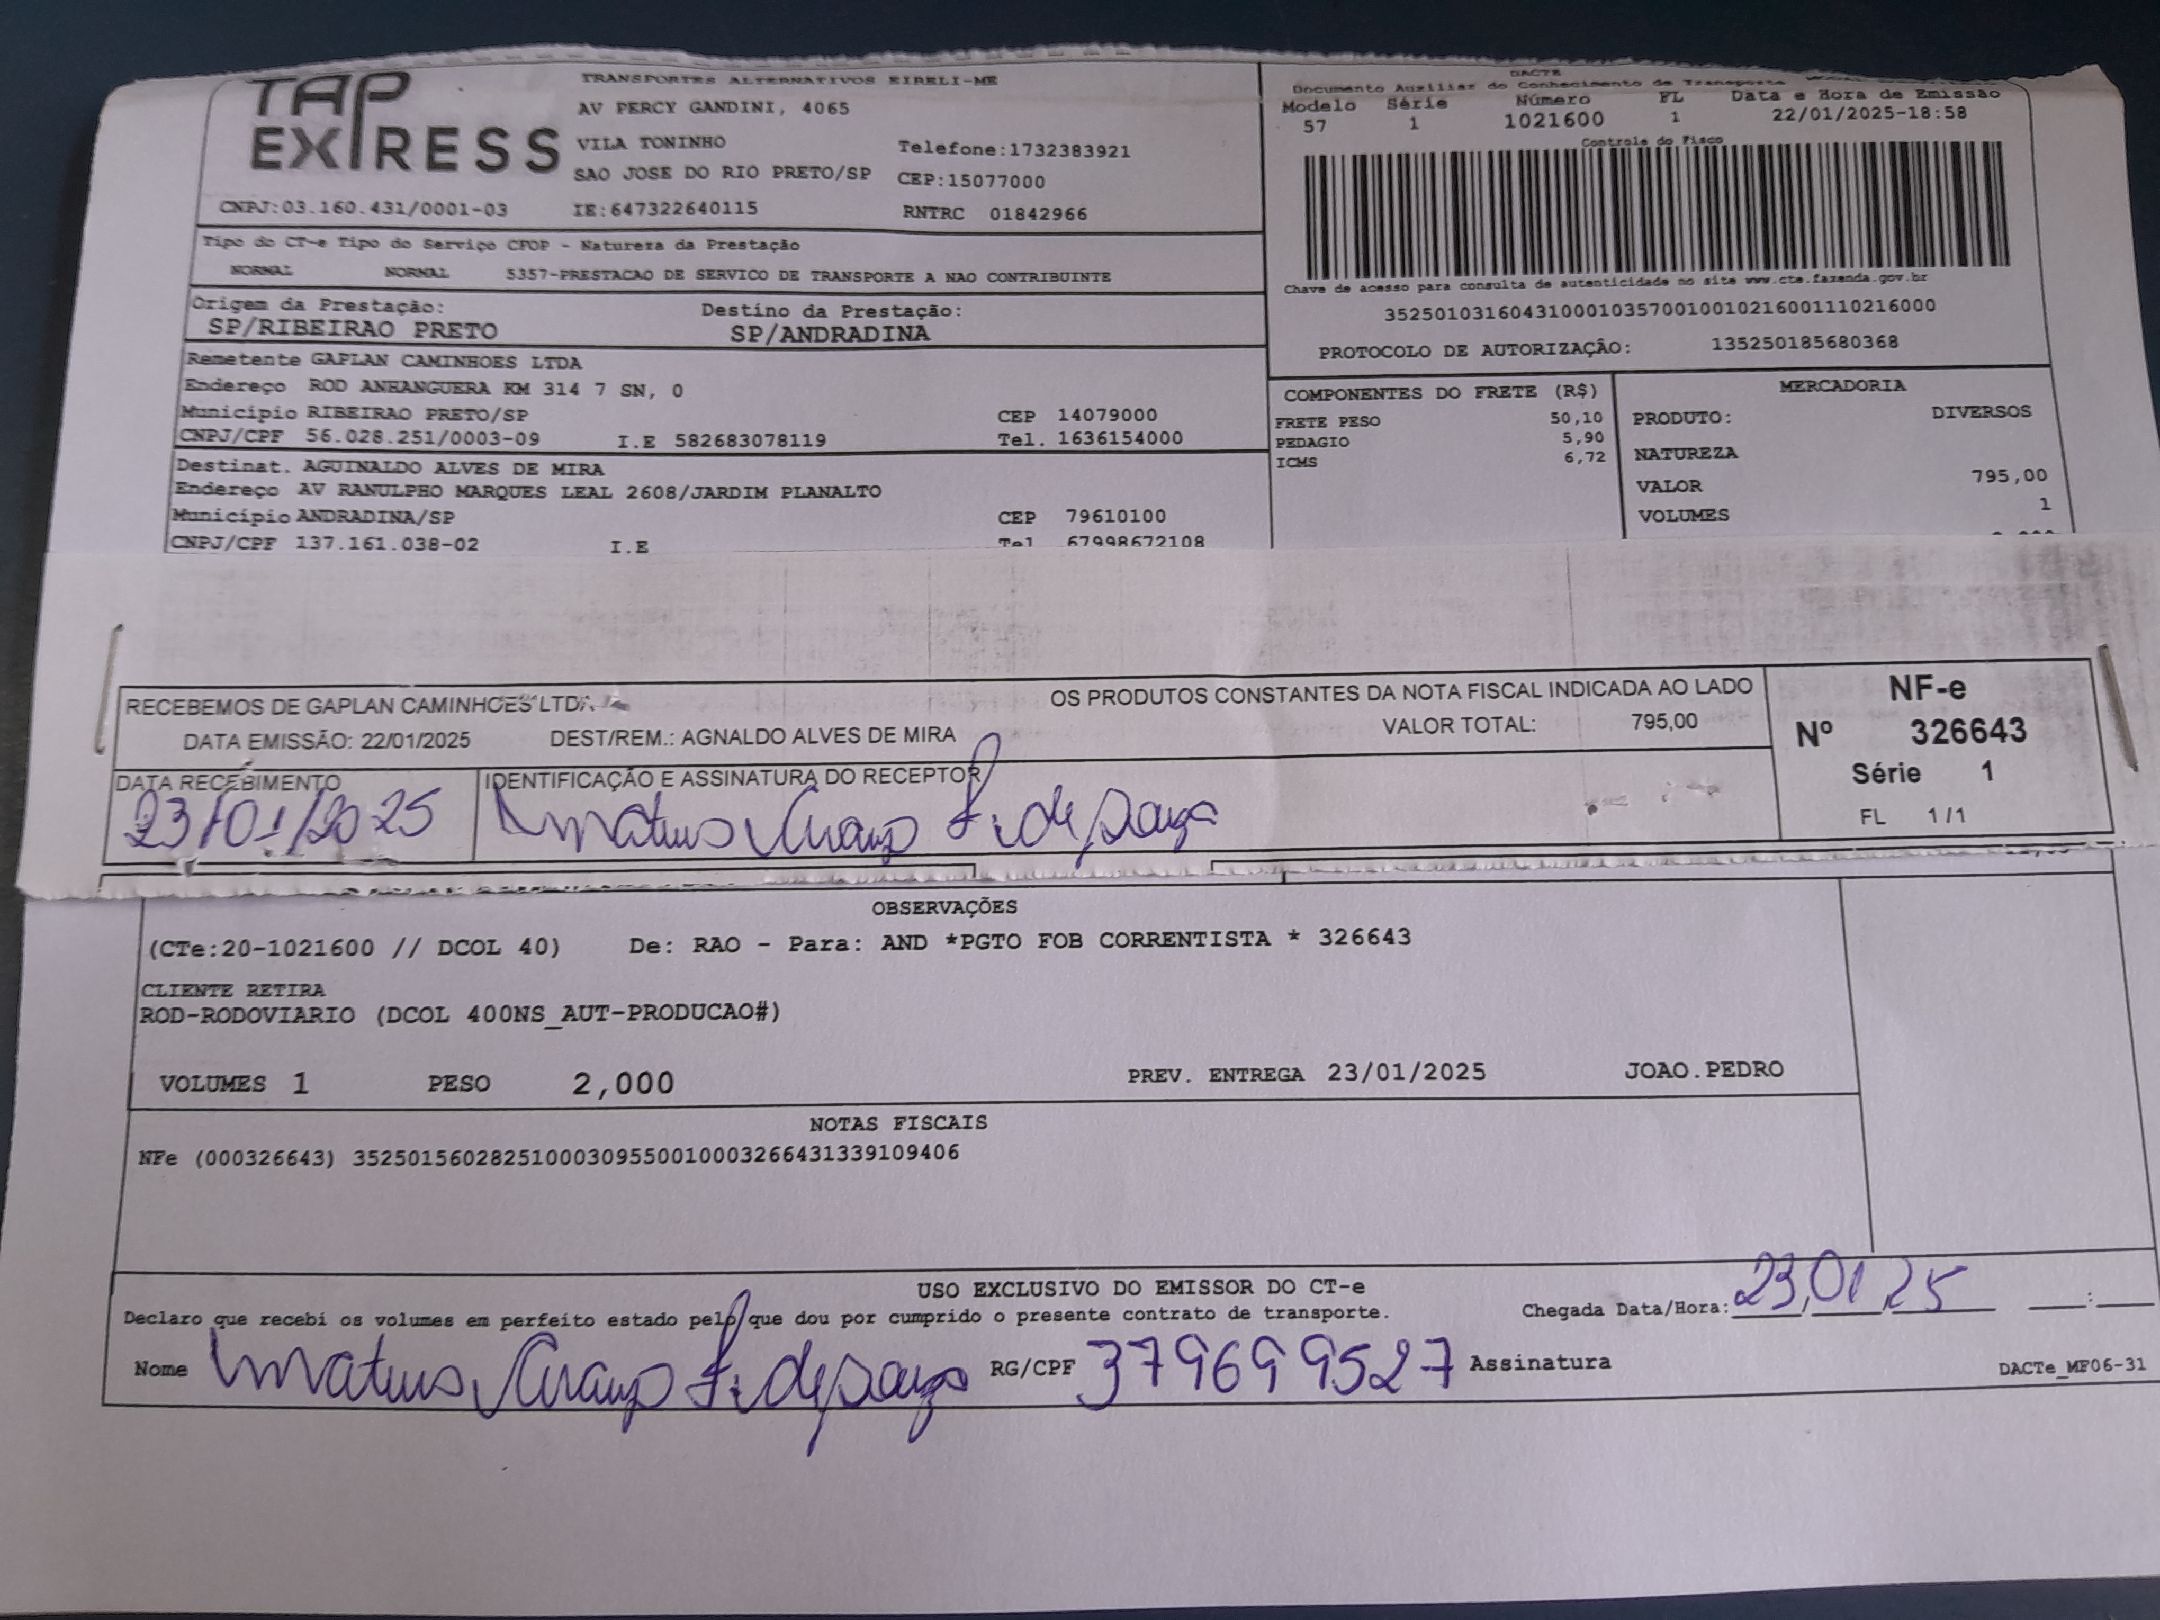 TAP EXPRESS
TRANSPORTES ALTERNATIVOS EIRELI-ME
AV PERCY GANDINI, 4065
VILA TONINHO Telefone:1732383921
SAO JOSE DO RIO PRETO/SP CEP:15077000
CNPJ:03.160.431/0001-03 IE:647322640115 RNTRC 01842966
DACTE
Documento Auxiliar do Conhecimento de Transporte
Modelo Série Número FL Data e Hora de Emissão
57 1 1021600 1 22/01/2025-18:58
Controle do Fisco
Chave de acesso para consulta de autenticidade no site www.cte.fazenda.gov.br
35250103160431000103570010010216001110216000
PROTOCOLO DE AUTORIZAÇÃO: 135250185680368
Tipo do CT-e Tipo do Serviço CFOP - Natureza da Prestação
NORMAL NORMAL 5357-PRESTACAO DE SERVICO DE TRANSPORTE A NAO CONTRIBUINTE
Origem da Prestação: Destino da Prestação:
SP/RIBEIRAO PRETO SP/ANDRADINA
Remetente GAPLAN CAMINHOES LTDA
Endereço ROD ANHANGUERA KM 314 7 SN, 0
Município RIBEIRAO PRETO/SP CEP 14079000
CNPJ/CPF 56.028.251/0003-09 I.E 582683078119 Tel. 1636154000
Destinat. AGUINALDO ALVES DE MIRA
Endereço AV RANULPHO MARQUES LEAL 2608/JARDIM PLANALTO
Município ANDRADINA/SP CEP 79610100
CNPJ/CPF 137.161.038-02 I.E Tel 67998672108
COMPONENTES DO FRETE (R$)
FRETE PESO 50,10
PEDAGIO 5,90
ICMS 6,72
MERCADORIA
PRODUTO: DIVERSOS
NATUREZA
VALOR 795,00
VOLUMES 1
RECEBEMOS DE GAPLAN CAMINHOES LTDA OS PRODUTOS CONSTANTES DA NOTA FISCAL INDICADA AO LADO
DATA EMISSÃO: 22/01/2025 DEST/REM.: AGNALDO ALVES DE MIRA VALOR TOTAL: 795,00
DATA RECEBIMENTO IDENTIFICAÇÃO E ASSINATURA DO RECEPTOR
23/01/2025 Mateus
NF-e
Nº 326643
Série 1
FL 1/1
OBSERVAÇÕES
(CTe:20-1021600 // DCOL 40) De: RAO - Para: AND *PGTO FOB CORRENTISTA * 326643
CLIENTE RETIRA
ROD-RODOVIARIO (DCOL 400NS_AUT-PRODUCAO#)
VOLUMES 1 PESO 2,000 PREV. ENTREGA 23/01/2025 JOAO.PEDRO
NOTAS FISCAIS
NFe (000326643) 35250156028251000309550010003266431339109406
USO EXCLUSIVO DO EMISSOR DO CT-e
Declaro que recebi os volumes em perfeito estado pelo que dou por cumprido o presente contrato de transporte. Chegada Data/Hora: 23/01/25 __:__
Nome Mateus RG/CPF 379699527 Assinatura DACTe_MF06-31